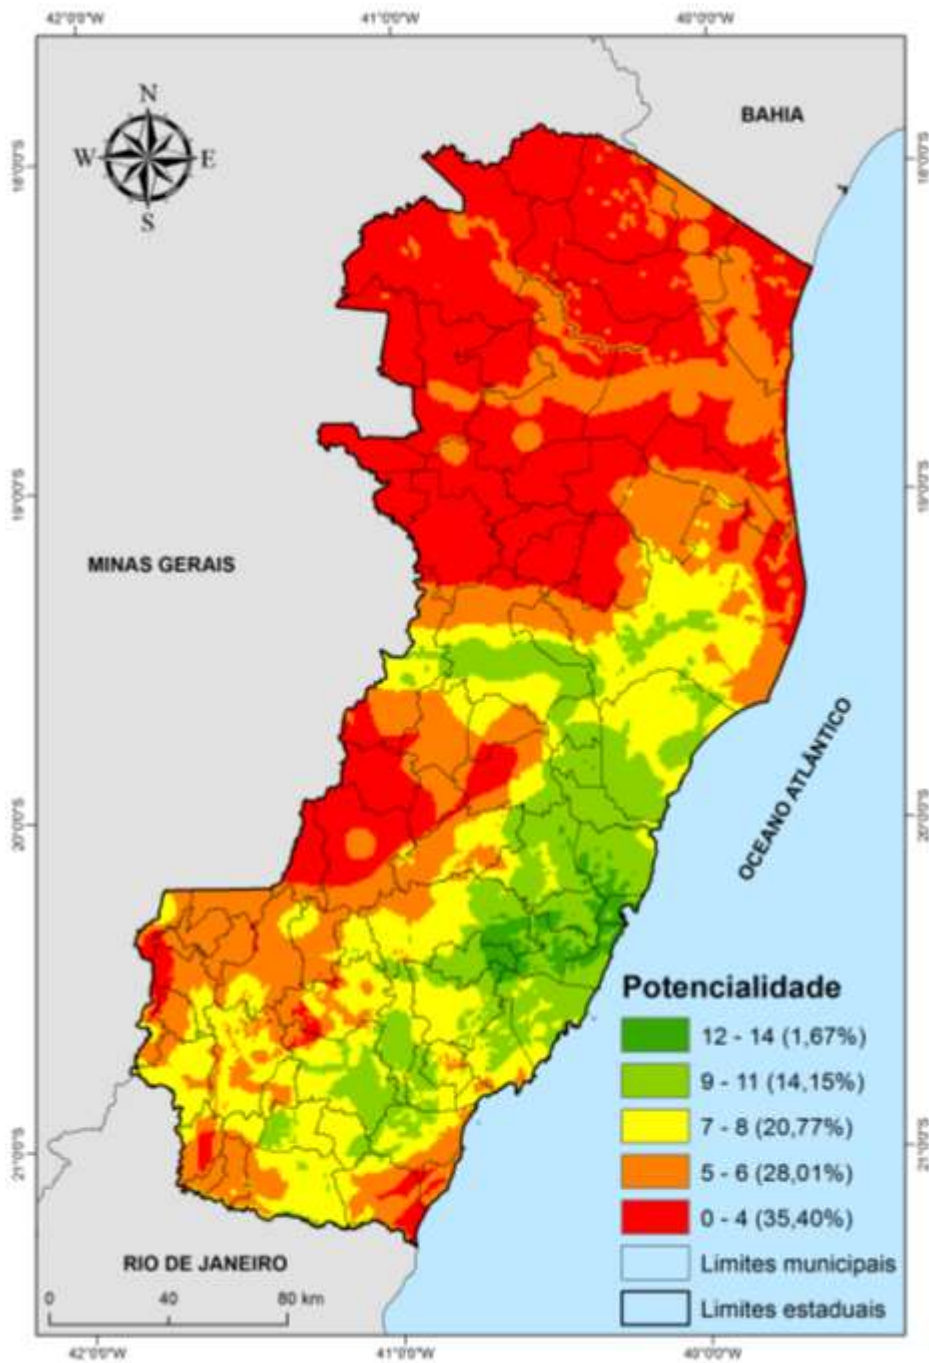 42°0'0"W 41°0'0"W 40°0'0"W
N
W E
S
BAHIA
18°0'0"S 18°0'0"S
19°0'0"S 19°0'0"S
MINAS GERAIS
OCEANO ATLÂNTICO
20°0'0"S 20°0'0"S
Potencialidade
12 - 14 (1,67%)
9 - 11 (14,15%)
7 - 8 (20,77%)
5 - 6 (28,01%)
0 - 4 (35,40%)
Limites municipais
Limites estaduais
21°0'0"S 21°0'0"S
RIO DE JANEIRO
0 40 80 km
42°0'0"W 41°0'0"W 40°0'0"W